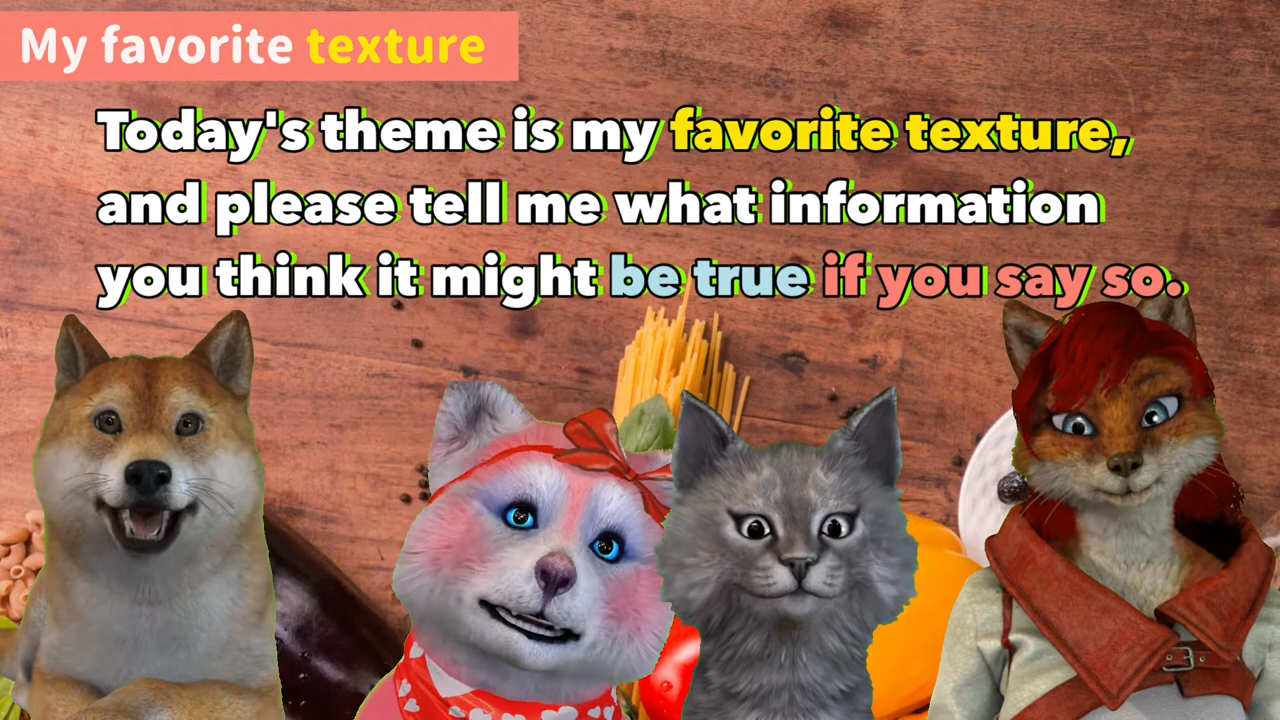 My favorite texture
Today's theme is my favorite texture,
and please tell me what information
you think it might be true if you say so.